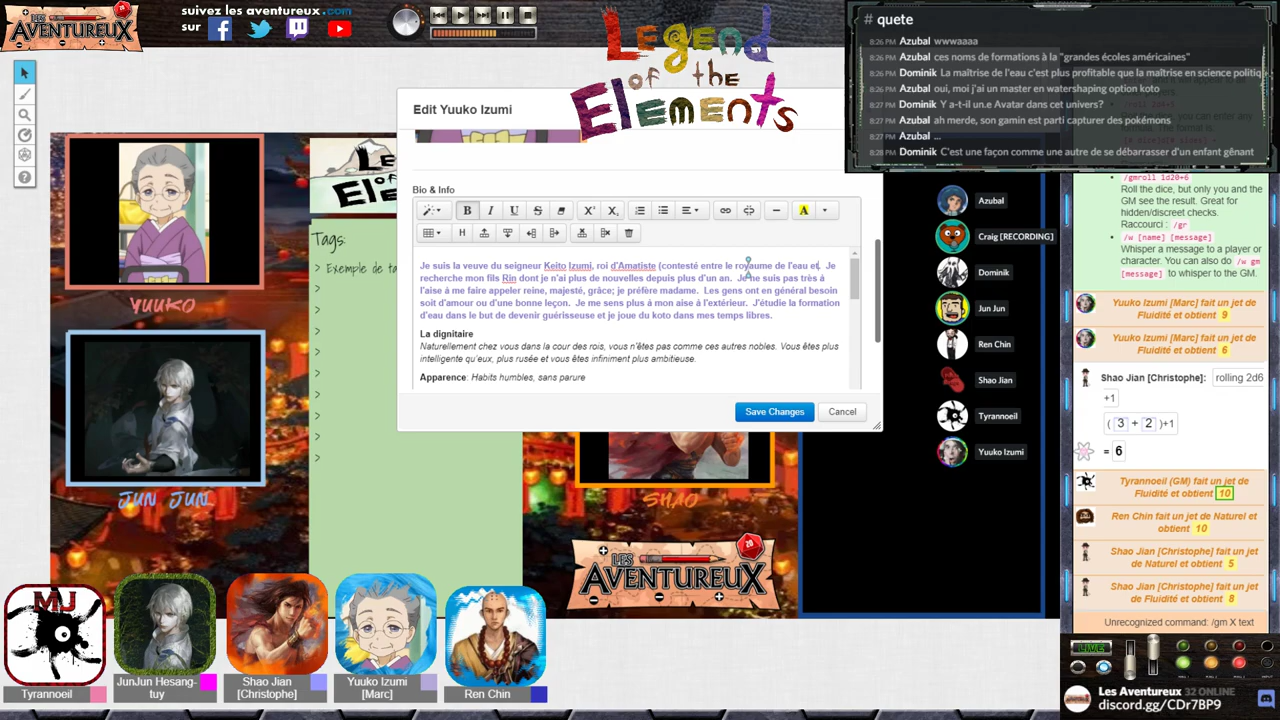 LES
AVENTUREUX
20
suivez les aventureux .com
sur
Legend
of the
Elements
# quete
8:26 PM Azubal wwwaaaa
8:26 PM Azubal ces noms de formations à la "grandes écoles américaines"
8:26 PM Dominik La maîtrise de l'eau c'est plus profitable que la maîtrise en science politiq
8:26 PM Azubal oui, moi j'ai un master en watershaping option koto
8:27 PM Dominik Y a-t-il un.e Avatar dans cet univers?
8:27 PM Azubal ah merde, son gamin est parti capturer des pokémons
8:27 PM Azubal ...
8:28 PM Dominik C'est une façon comme une autre de se débarrasser d'un enfant gênant
Edit Yuuko Izumi
Bio & Info
Je suis la veuve du seigneur Keito Izumi, roi d'Amatiste (contesté entre le royaume de l'eau et. Je
recherche mon fils Rin dont je n'ai plus de nouvelles depuis plus d'un an. Je ne suis pas très à
l'aise à me faire appeler reine, majesté, grâce; je préfère madame. Les gens ont en général besoin
soit d'amour ou d'une bonne leçon. Je me sens plus á mon aise à l'extérieur. J'étudie la formation
d'eau dans le but de devenir guérisseuse et je joue du koto dans mes temps libres.
La dignitaire
Naturellement chez vous dans la cour des rois, vous n'êtes pas comme ces autres nobles. Vous êtes plus
intelligente qu'eux, plus rusée et vous êtes infiniment plus ambitieuse.
Apparence: Habits humbles, sans parure
Save Changes
Cancel
YUUKO
JUN JUN
Tags:
> Exemple de ta
>
>
>
>
>
>
>
>
>
SHAO
LES
AVENTUREUX
20
Azubal
Craig [RECORDING]
Dominik
Jun Jun
Ren Chin
Shao Jian
Tyrannoeil
Yuuko Izumi
/gmroll 1d20+6
Roll the dice, but only you and the
GM see the result. Great for
hidden/discret checks.
Raccourci : /gr
/w [name] [message]
Whisper to a player or
character. You can also do /w gm
[message] to whisper to the GM.
Yuuko Izumi [Marc] fait un jet de
Fluidité et obtient 9
Yuuko Izumi [Marc] fait un jet de
Fluidité et obtient 6
Shao Jian [Christophe]: rolling 2d6
+1
( 3 + 2 )+1
= 6
Tyrannoeil (GM) fait un jet de
Fluidité et obtient 10
Ren Chin fait un jet de Naturel et
obtient 10
Shao Jian [Christophe] fait un jet
de Naturel et obtient 5
Shao Jian [Christophe] fait un jet
de Fluidité et obtient 8
Unrecognized command: /gm X text
MJ
Tyrannoeil
JunJun Hesang-
tuy
Shao Jian
[Christophe]
Yuuko Izumi
[Marc]
Ren Chin
LIVE
Les Aventureux 32 ONLINE
discord.gg/CDr7BP9